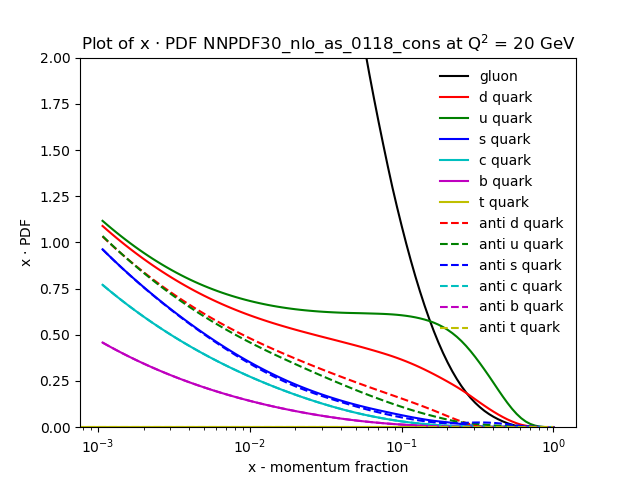 Plot of x · PDF NNPDF30_nlo_as_0118_cons at Q² = 20 GeV
2.00
1.75
1.50
1.25
1.00
0.75
0.50
0.25
0.00
x · PDF
gluon
d quark
u quark
s quark
c quark
b quark
t quark
anti d quark
anti u quark
anti s quark
anti c quark
anti b quark
anti t quark
10⁻³ 10⁻² 10⁻¹ 10⁰
x - momentum fraction